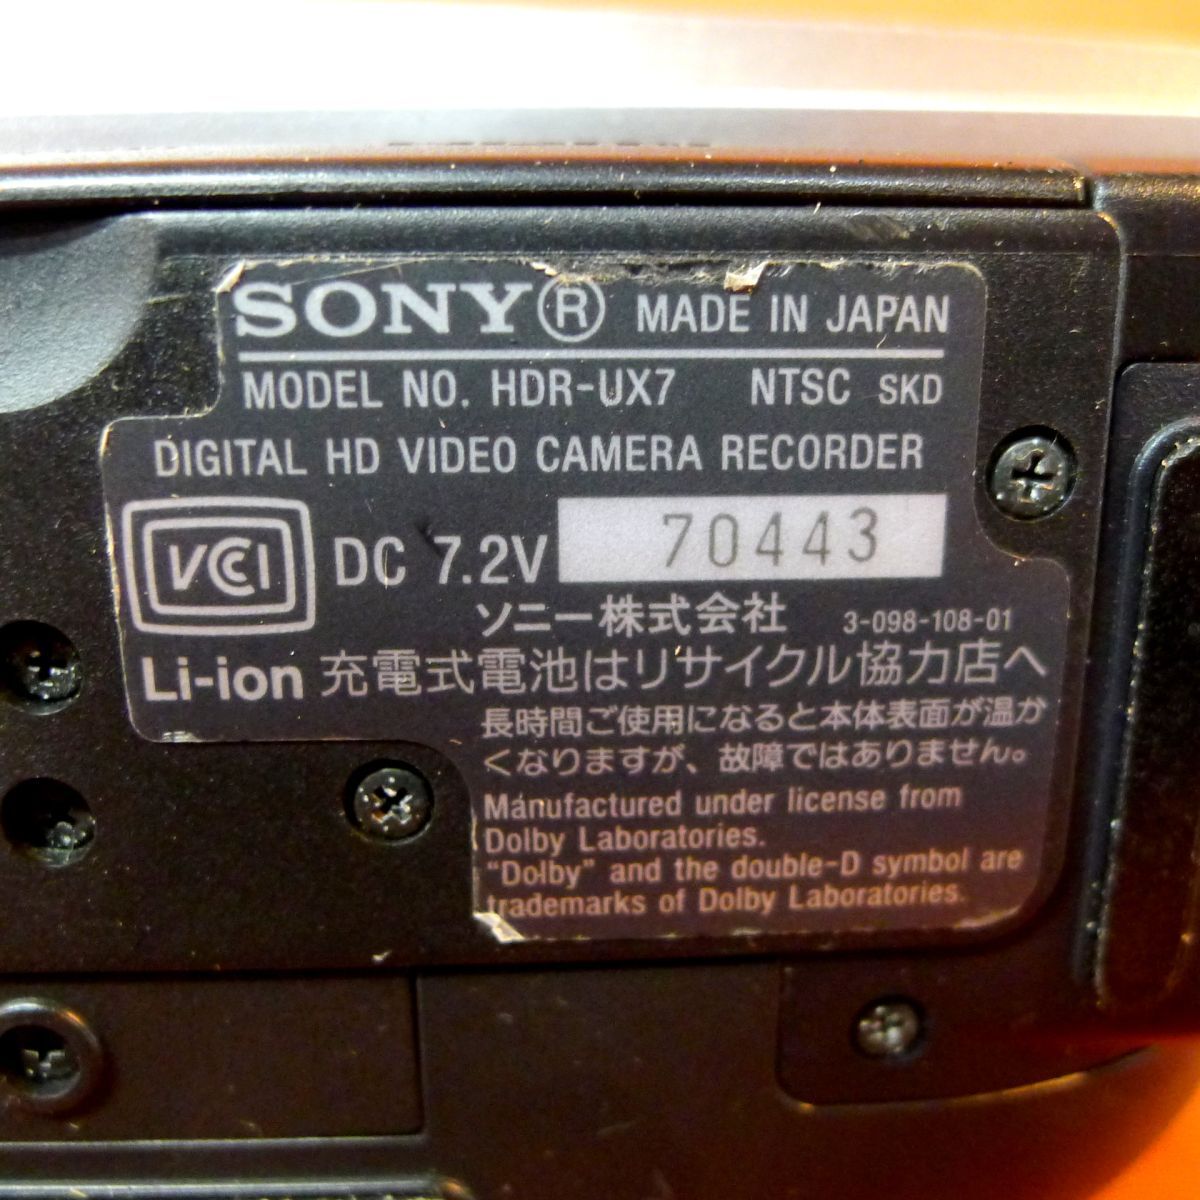 SONY® MADE IN JAPAN
MODEL NO. HDR-UX7 NTSC SKD
DIGITAL HD VIDEO CAMERA RECORDER
VCCI DC 7.2V 70443
ソニー株式会社 3-098-108-01
Li-ion 充電式電池はリサイクル協力店へ
長時間ご使用になると本体表面が温か
くなりますが、故障ではありません。
Manufactured under license from
Dolby Laboratories.
"Dolby" and the double-D symbol are
trademarks of Dolby Laboratories.